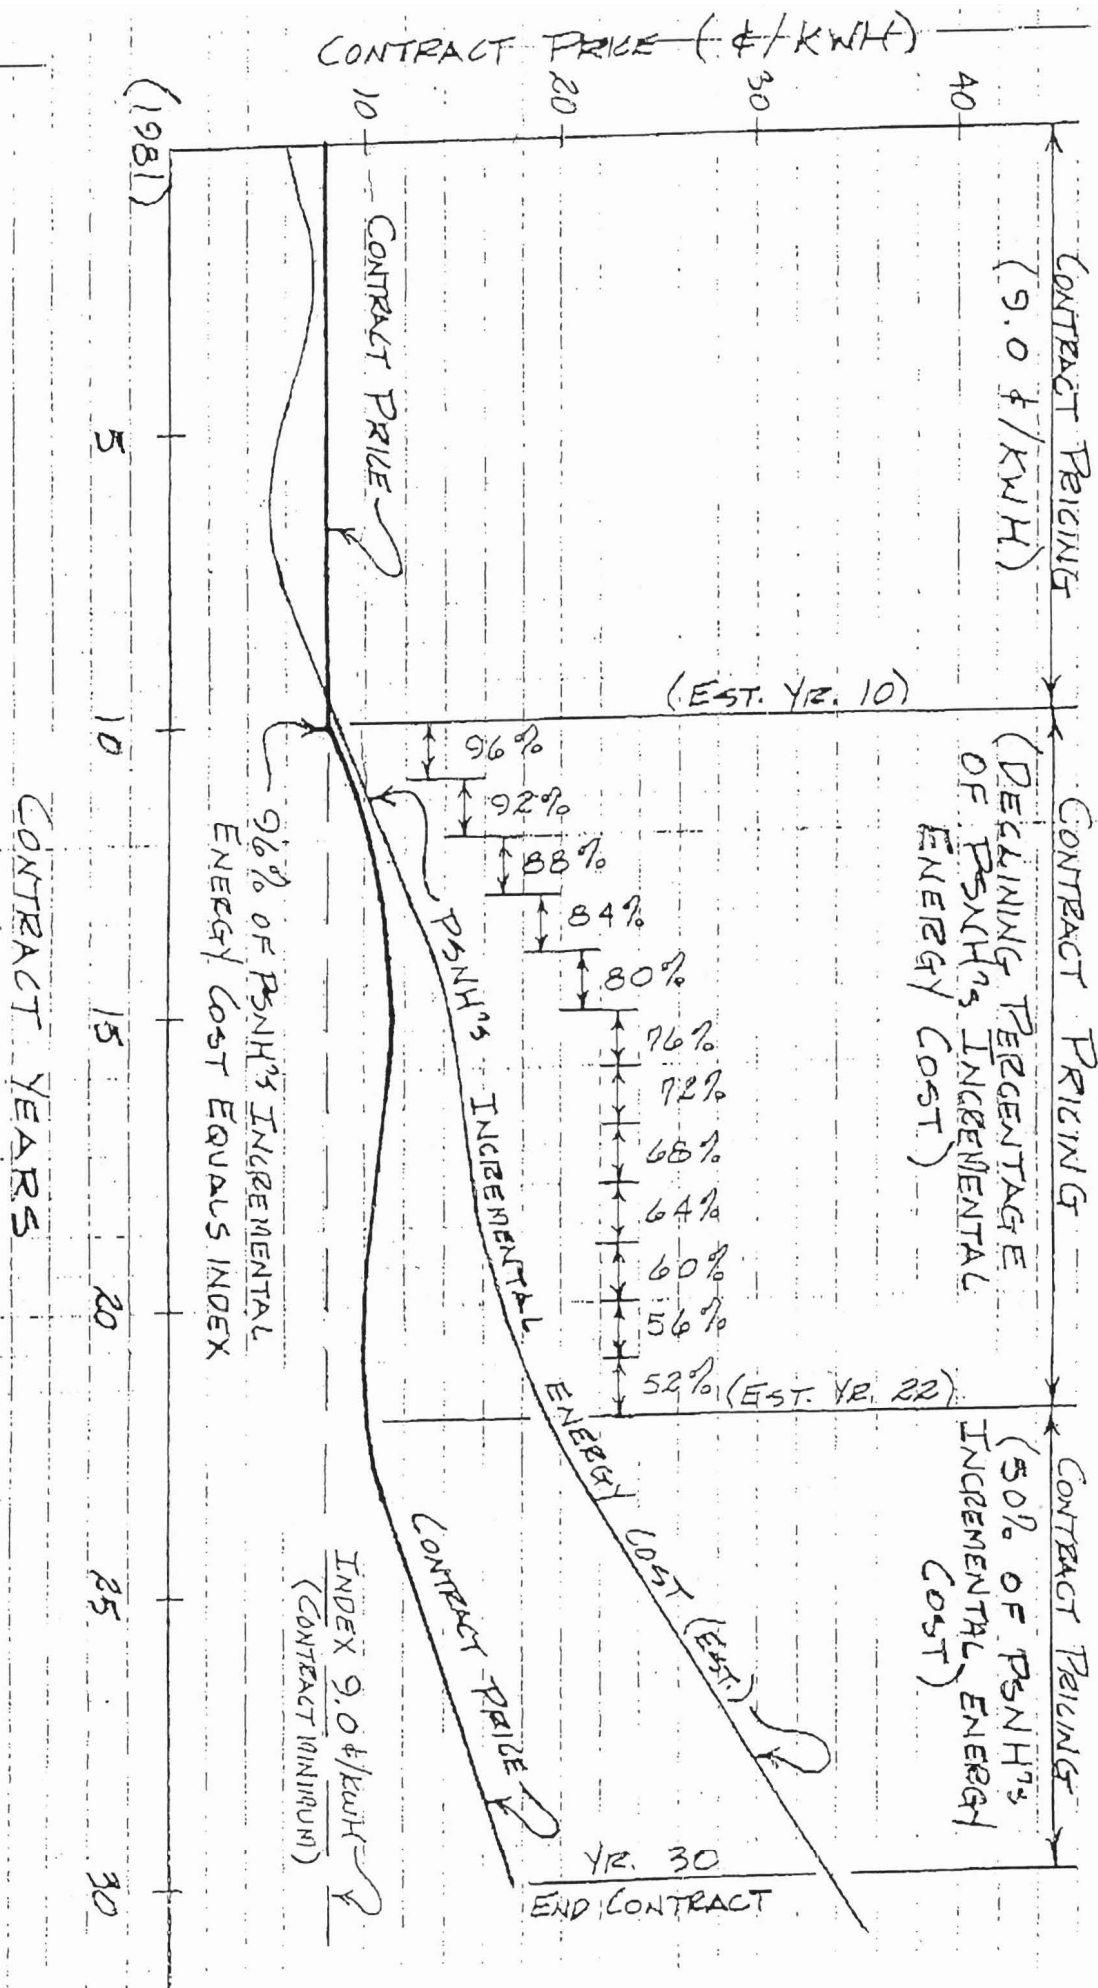 CONTRACT PRICE (¢/KWH)
40
30
20
10
(1981)
5
10
15
20
25
30
CONTRACT YEARS
CONTRACT PRICING
(9.0 ¢/KWH)
CONTRACT PRICING
(DECLINING PERCENTAGE
OF PSNH'S INCREMENTAL
ENERGY COST)
CONTRACT PRICING
(50% OF PSNH'S
INCREMENTAL ENERGY
COST)
(EST. YR. 10)
(EST. YR. 22)
YR. 30
END CONTRACT
96%
92%
88%
84%
80%
76%
72%
68%
64%
60%
56%
52%
CONTRACT PRICE
PSNH'S INCREMENTAL ENERGY COST (EST.)
CONTRACT PRICE
96% OF PSNH'S INCREMENTAL
ENERGY COST EQUALS INDEX
INDEX 9.0 ¢/KWH
(CONTRACT MINIMUM)